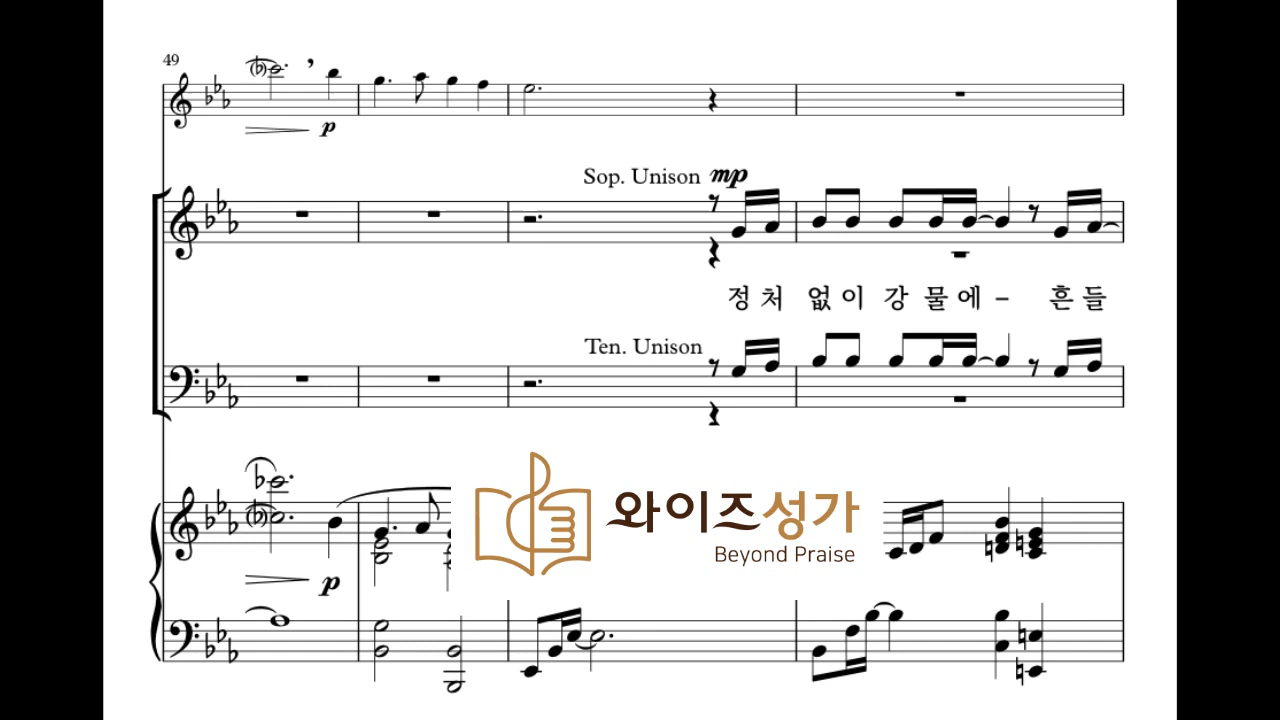 49
p
Sop. Unison mp
정 처 없 이 강 물 에 – 흔 들
Ten. Unison
와이즈성가
Beyond Praise
p